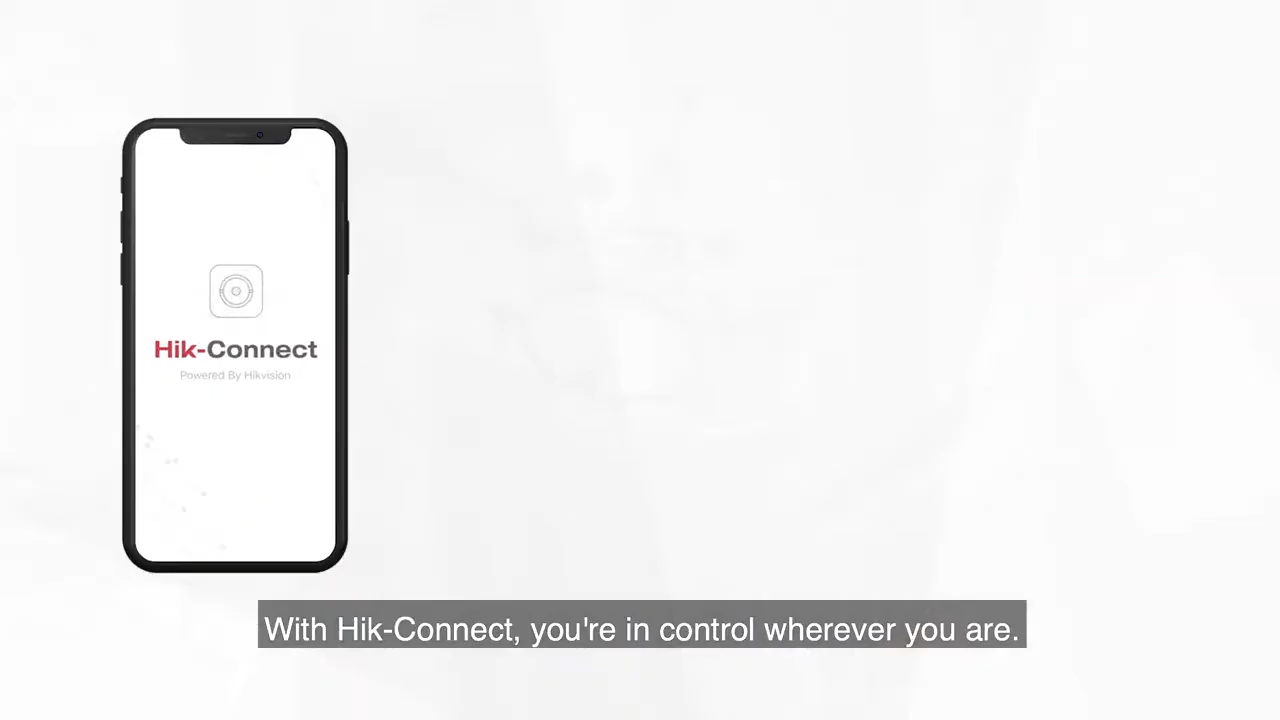 Hik-Connect
Powered By Hikvision
With Hik-Connect, you're in control wherever you are.